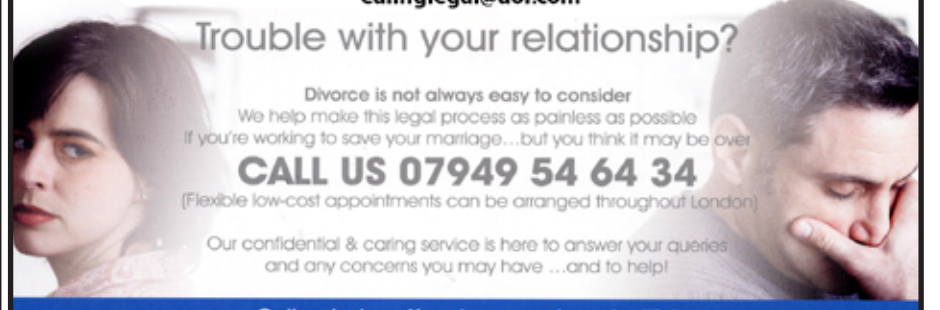 Trouble with your relationship?
Divorce is not always easy to consider
We help make this legal process as painless as possible
If you're working to save your marriage...but you think it may be over
CALL US 07949 54 64 34
(Flexible low-cost appointments can be arranged throughout London)
Our confidential & caring service is here to answer your queries
and any concerns you may have ...and to help!